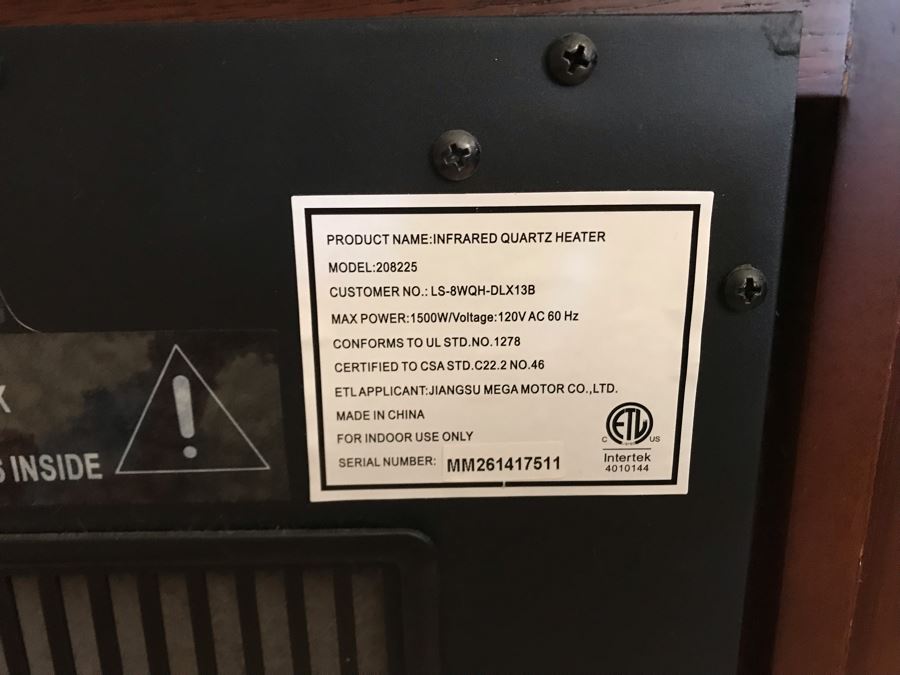 PRODUCT NAME:INFRARED QUARTZ HEATER
MODEL:208225
CUSTOMER NO.: LS-8WQH-DLX13B
MAX POWER:1500W/Voltage:120V AC 60 Hz
CONFORMS TO UL STD.NO.1278
CERTIFIED TO CSA STD.C22.2 NO.46
ETL APPLICANT:JIANGSU MEGA MOTOR CO.,LTD.
MADE IN CHINA
FOR INDOOR USE ONLY
SERIAL NUMBER: MM261417511
ETL
C US
Intertek
4010144
INSIDE